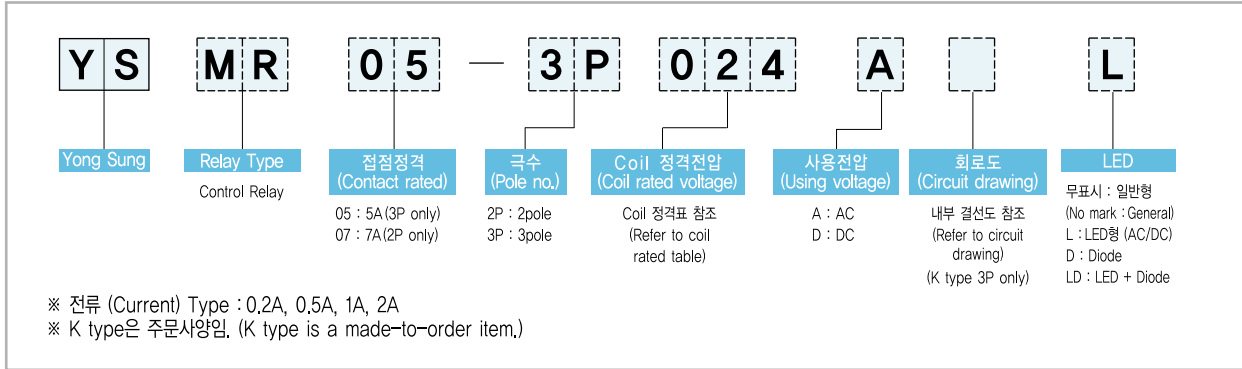 YS MR 05 — 3P 024 A L
Yong Sung
Relay Type
Control Relay
접점정격
(Contact rated)
05 : 5A(3P only)
07 : 7A(2P only)
극수
(Pole no.)
2P : 2pole
3P : 3pole
Coil 정격전압
(Coil rated voltage)
Coil 정격표 참조
(Refer to coil
rated table)
사용전압
(Using voltage)
A : AC
D : DC
회로도
(Circuit drawing)
내부 결선도 참조
(Refer to circuit
drawing)
(K type 3P only)
LED
무표시 : 일반형
(No mark : General)
L : LED형 (AC/DC)
D : Diode
LD : LED + Diode
※ 전류 (Current) Type : 0.2A, 0.5A, 1A, 2A
※ K type은 주문사양임. (K type is a made-to-order item.)